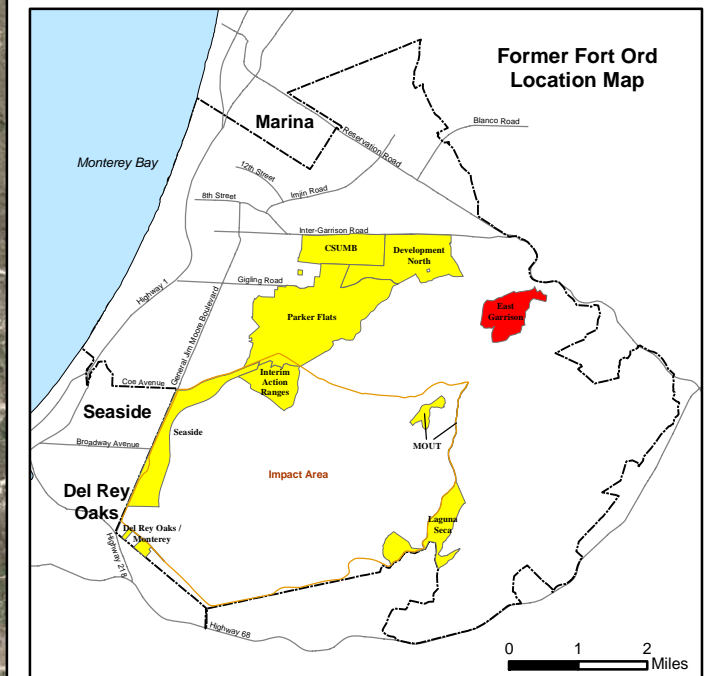 Former Fort Ord
Location Map
Marina
Blanco Road
Reservation Road
Monterey Bay
12th Street
Imjin Road
8th Street
Inter-Garrison Road
CSUMB
Development
North
Gigling Road
Highway 1
General Jim Moore Boulevard
East
Garrison
Parker Flats
Interim
Action
Ranges
Coe Avenue
Seaside
Seaside
MOUT
Broadway Avenue
Impact Area
Del Rey
Oaks
Laguna
Seca
Del Rey Oaks /
Monterey
Highway 218
Highway 68
0 1 2
Miles